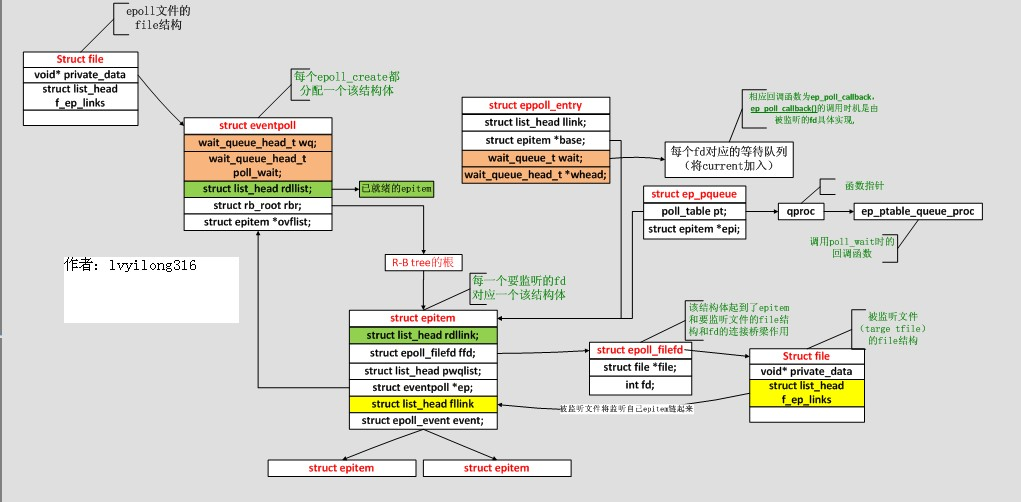 epoll文件的
file结构
Struct file
void* private_data
struct list_head
f_ep_links
每个epoll_create都
分配一个该结构体
struct eventpoll
wait_queue_head_t wq;
wait_queue_head_t
poll_wait;
struct list_head rdllist;
struct rb_root rbr;
struct epitem *ovflist;
已就绪的epitem
R-B tree的根
作者: lvyilong316
struct eppoll_entry
struct list_head llink;
struct epitem *base;
wait_queue_t wait;
wait_queue_head_t *whead;
相应回调函数为ep_poll_callback，
ep_poll_callback()的调用时机是由
被监听的fd具体实现.
每个fd对应的等待队列
（将current加入）
struct ep_pqueue
poll_table pt;
struct epitem *epi;
函数指针
qproc
ep_ptable_queue_proc
调用poll_wait时的
回调函数
每一个要监听的fd
对应一个该结构体
struct epitem
struct list_head rdllink;
struct epoll_filefd ffd;
struct list_head pwqlist;
struct eventpoll *ep;
struct list_head fllink
struct epoll_event event;
该结构体起到了epitem
和要监听文件的file结
构和fd的连接桥梁作用
struct epoll_filefd
struct file *file;
int fd;
被监听文件
（targe tfile）
的file结构
Struct file
void* private_data
struct list_head
f_ep_links
被监听文件将监听自己epitem链起来
struct epitem
struct epitem